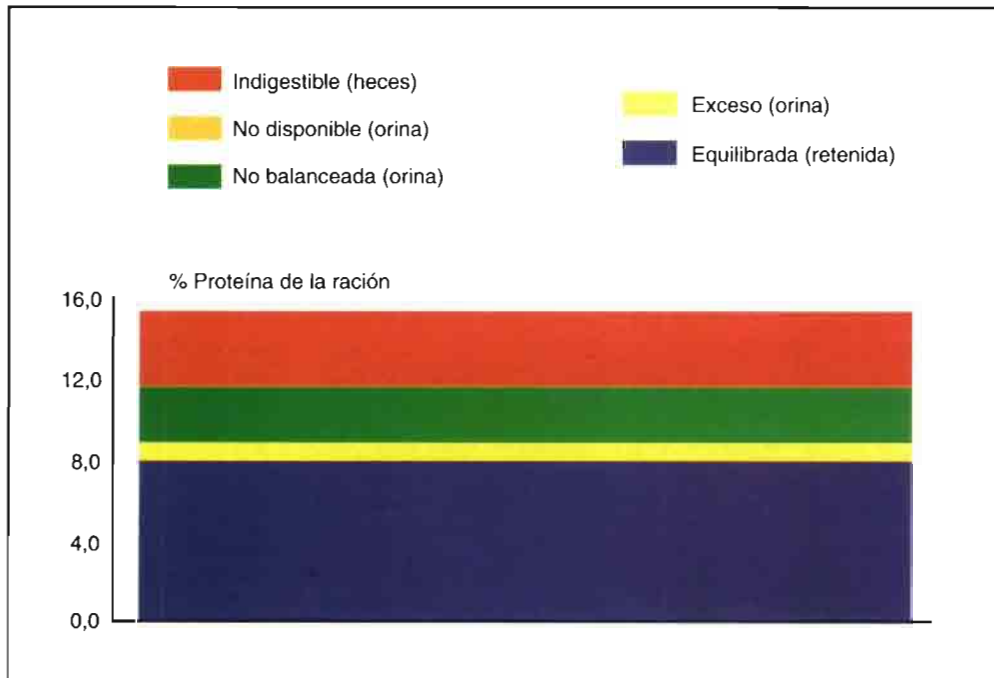 Indigestible (heces)
No disponible (orina)
No balanceada (orina)
Exceso (orina)
Equilibrada (retenida)
% Proteína de la ración
16,0
12,0
8,0
4,0
0,0